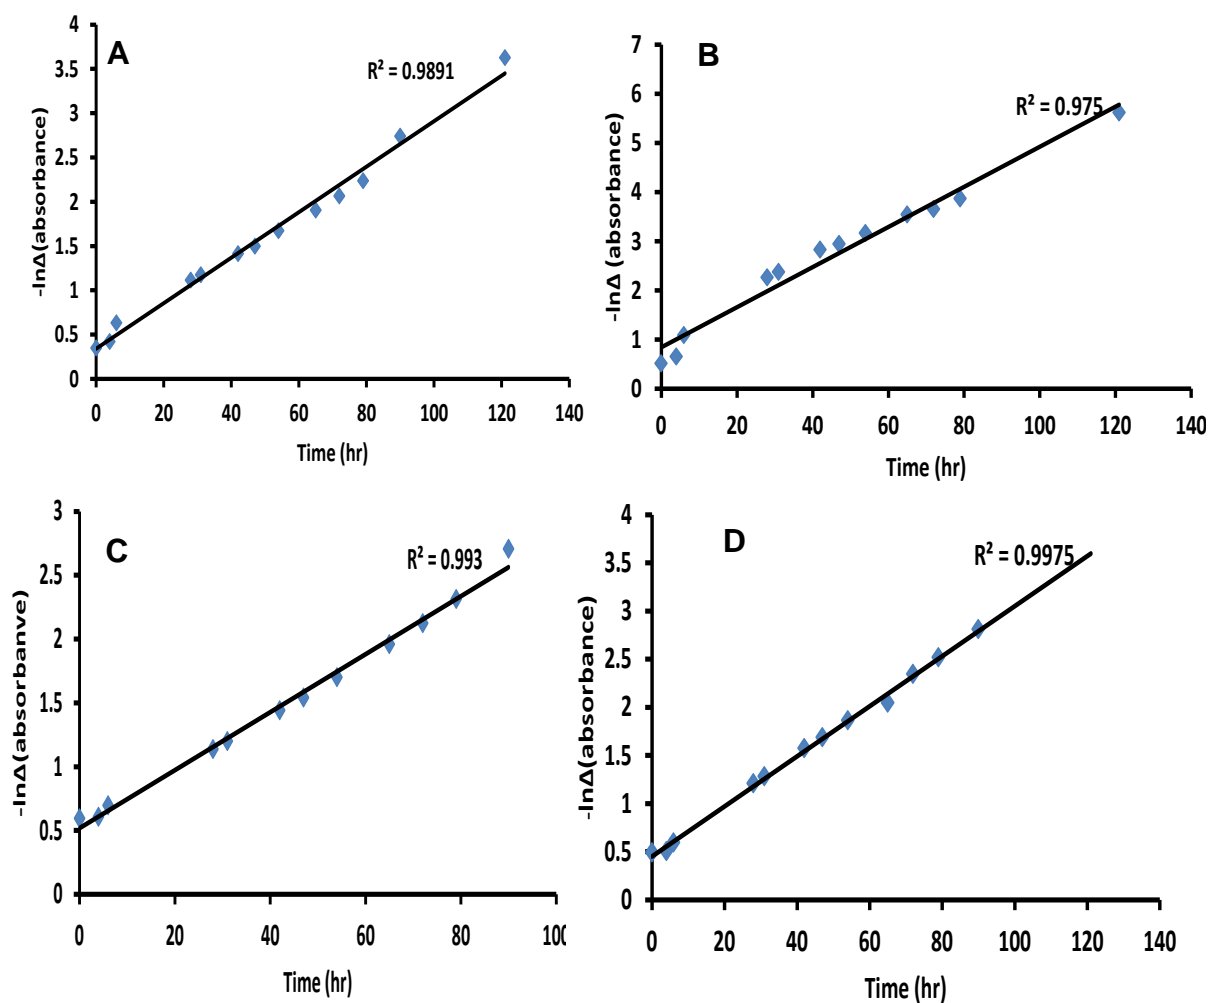 A
R² = 0.9891
-lnΔ(absorbance)
4
3.5
3
2.5
2
1.5
1
0.5
0
0 20 40 60 80 100 120 140
Time (hr)
B
R² = 0.975
-lnΔ (absorbance)
7
6
5
4
3
2
1
0
0 20 40 60 80 100 120 140
Time (hr)
C
R² = 0.993
-lnΔ(absorbanve)
3
2.5
2
1.5
1
0.5
0
0 20 40 60 80 100
Time (hr)
D
R² = 0.9975
-lnΔ(absorbance)
4
3.5
3
2.5
2
1.5
1
0.5
0
0 20 40 60 80 100 120 140
Time (hr)